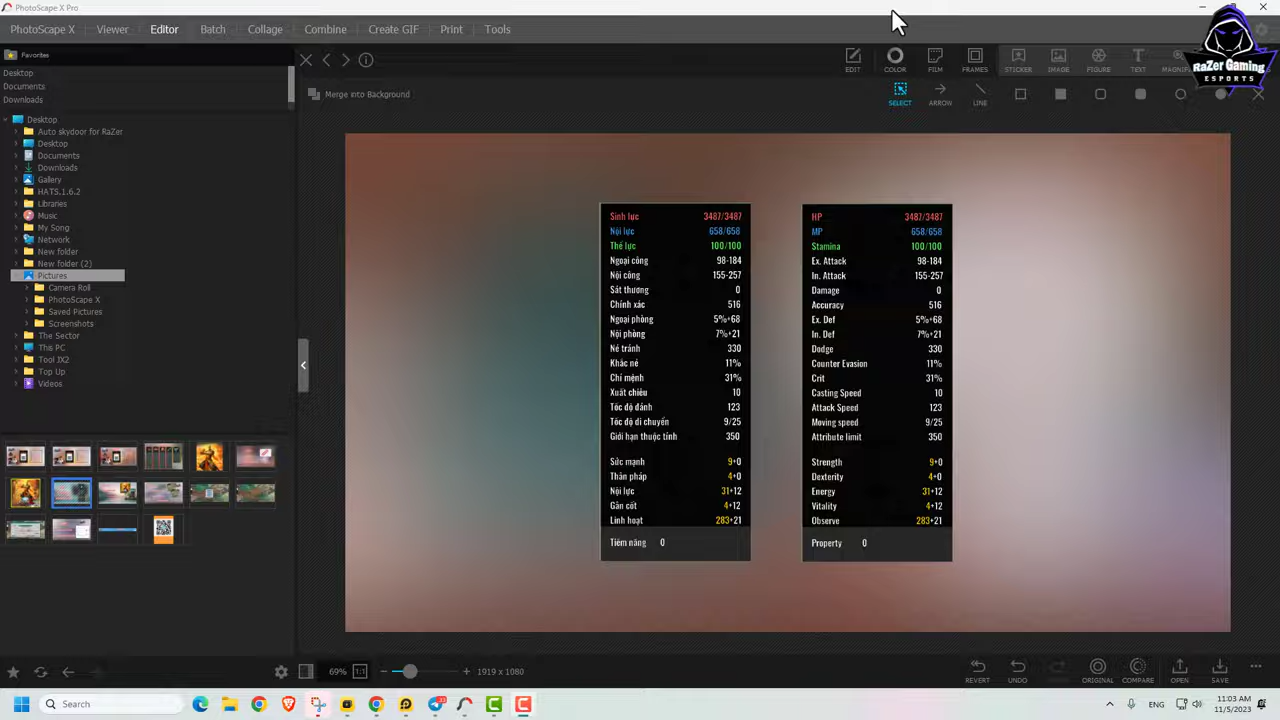 PhotoScape X Pro
PhotoScape X
Viewer
Editor
Batch
Collage
Combine
Create GIF
Print
Tools
RaZer Gaming
ESPORTS
Favorites
Desktop
Documents
Downloads
Desktop
Auto skydoor for RaZer
Desktop
Documents
Downloads
Gallery
HATS.1.6.2
Libraries
Music
My Song
Network
New folder
New folder (2)
Pictures
Camera Roll
PhotoScape X
Saved Pictures
Screenshots
The Sector
This PC
Tool JX2
Top Up
Videos
EDIT
COLOR
FILM
FRAMES
STICKER
IMAGE
FIGURE
TEXT
Merge into Background
SELECT
ARROW
LINE
Sinh lực 3487/3487
Nội lực 658/658
Thể lực 100/100
Ngoại công 98-184
Nội công 155-257
Sát thương 0
Chính xác 516
Ngoại phòng 5%+68
Nội phòng 7%+21
Né tránh 330
Khắc né 11%
Chí mệnh 31%
Xuất chiêu 10
Tốc độ đánh 123
Tốc độ di chuyển 9/25
Giới hạn thuộc tính 350
Sức mạnh 9+0
Thân pháp 4+0
Nội lực 31+12
Gân cốt 4+12
Linh hoạt 283+21
Tiềm năng 0
HP 3487/3487
MP 658/658
Stamina 100/100
Ex. Attack 98-184
In. Attack 155-257
Damage 0
Accuracy 516
Ex. Def 5%+68
In. Def 7%+21
Dodge 330
Counter Evasion 11%
Crit 31%
Casting Speed 10
Attack Speed 123
Moving speed 9/25
Attribute limit 350
Strength 9+0
Dexterity 4+0
Energy 31+12
Vitality 4+12
Observe 283+21
Property 0
69%
1:1
1919 x 1080
REVERT
UNDO
ORIGINAL
COMPARE
OPEN
SAVE
Search
ENG
11:03 AM
11/5/2023